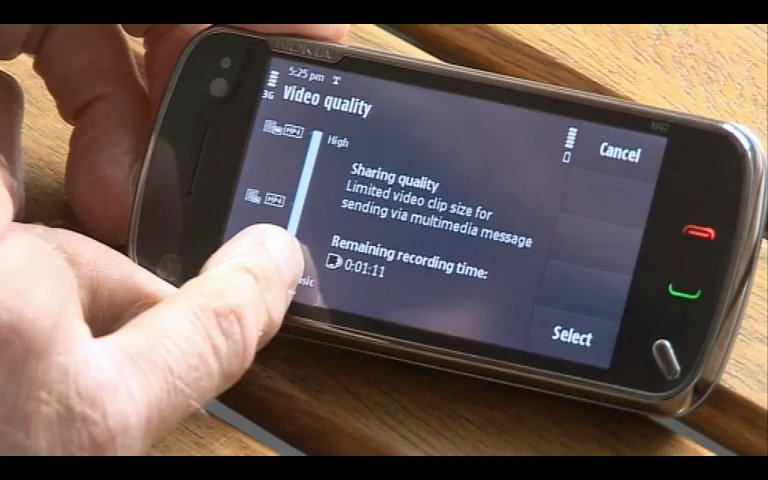 NOKIA
N97
5:25 pm
3G
Video quality
MP4
High
MP4
Sharing quality
Limited video clip size for
sending via multimedia message
Remaining recording time:
0:01:11
Cancel
Select